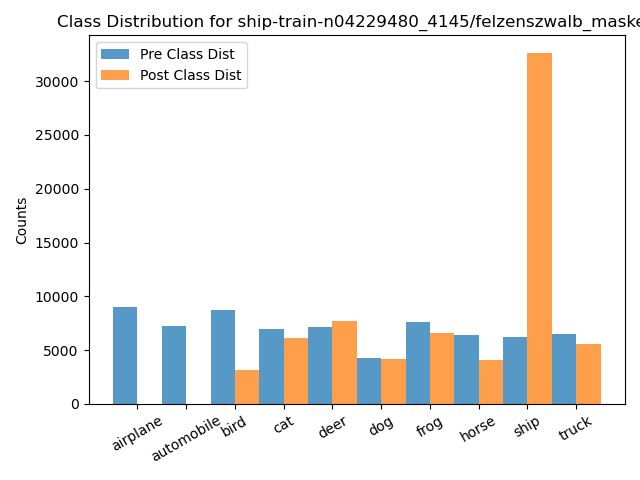 Class Distribution for ship-train-n04229480_4145/felzenszwalb_maske
Pre Class Dist
Post Class Dist
Counts
30000
25000
20000
15000
10000
5000
0
airplane
automobile
bird
cat
deer
dog
frog
horse
ship
truck